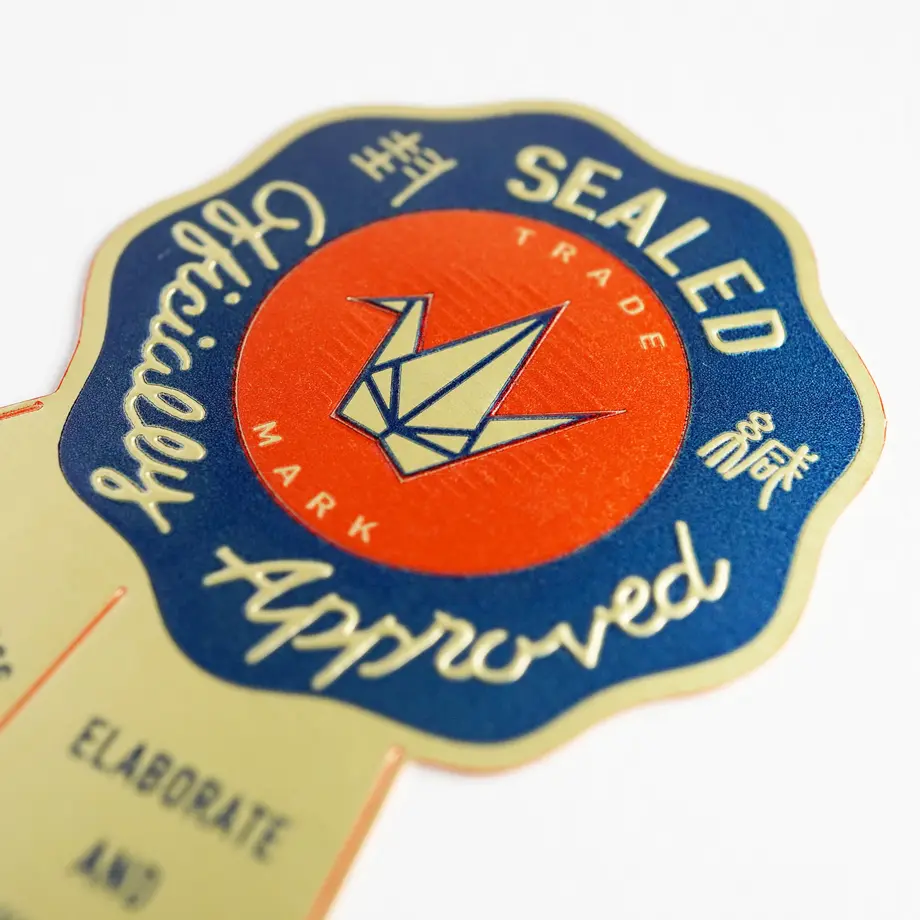 Officially
SEALED
Approved
TRADE
MARK
ELABORATE
AND